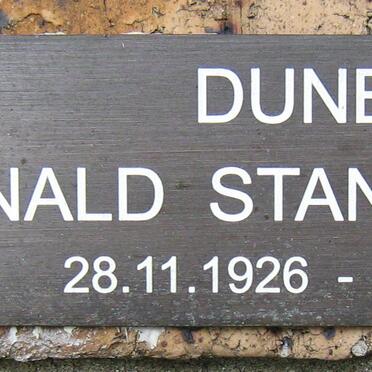 DUNE
NALD STAN
28.11.1926 -